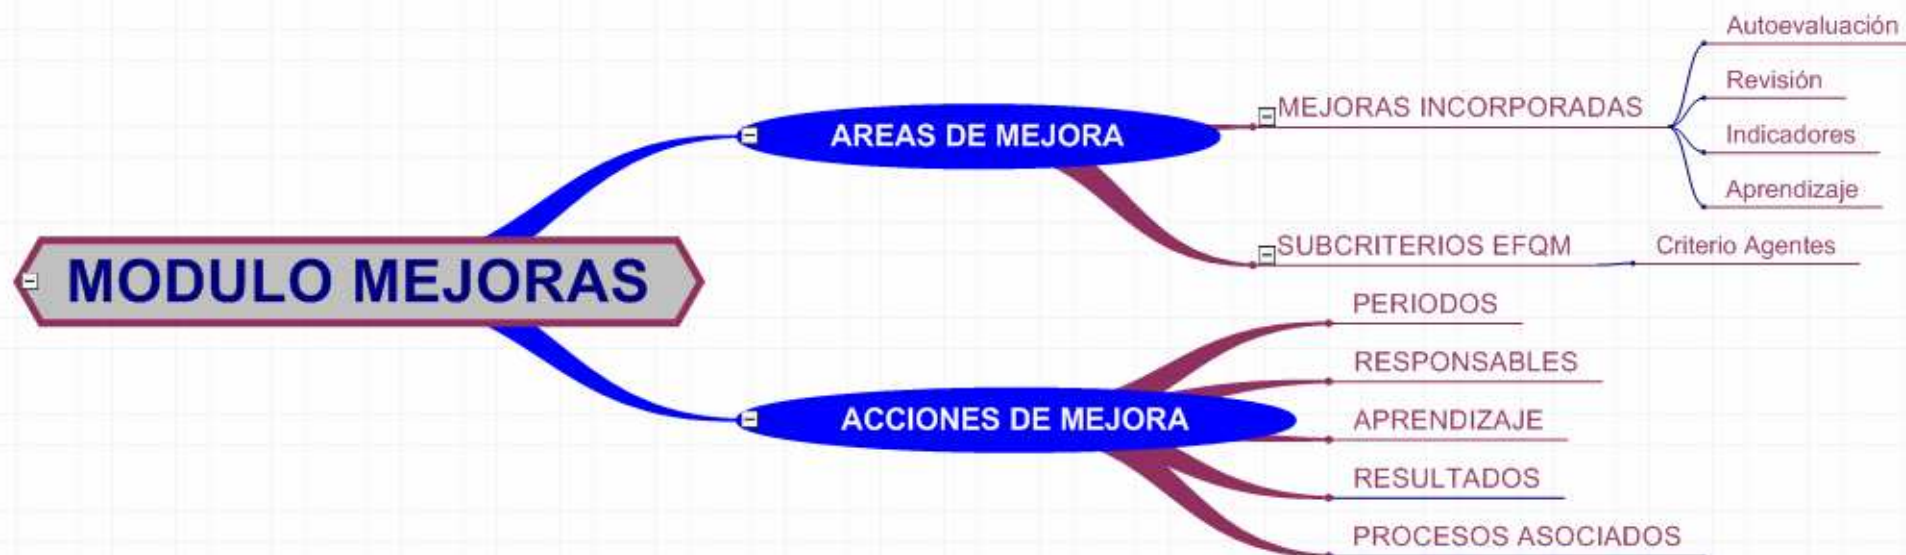 MODULO MEJORAS
AREAS DE MEJORA
MEJORAS INCORPORADAS
Autoevaluación
Revisión
Indicadores
Aprendizaje
SUBCRITERIOS EFQM
Criterio Agentes
ACCIONES DE MEJORA
PERIODOS
RESPONSABLES
APRENDIZAJE
RESULTADOS
PROCESOS ASOCIADOS